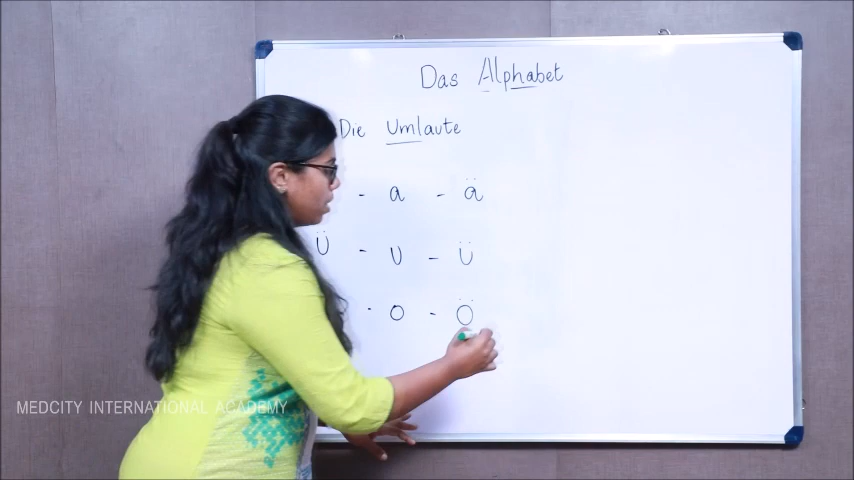 Das Alphabet
Die Umlaute
- a - ä
Ü - U - Ü
- O - Ö
MEDCITY INTERNATIONAL ACADEMY